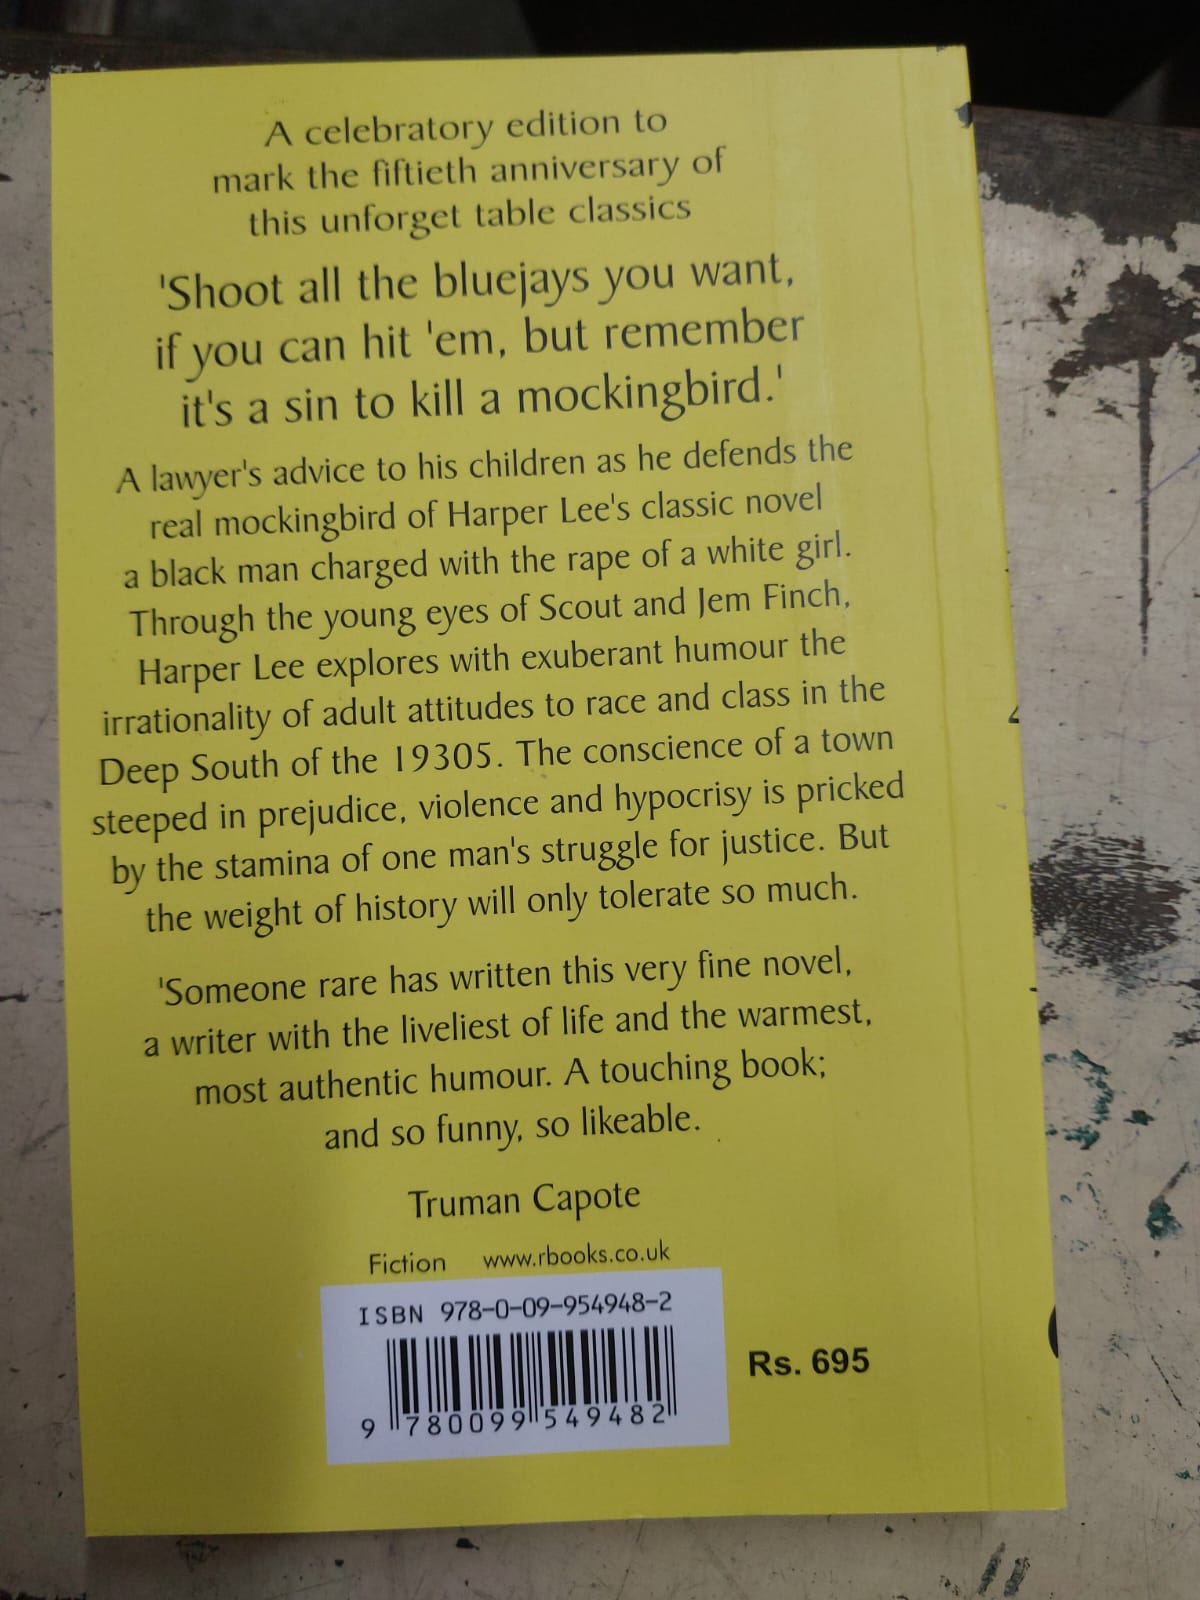 A celebratory edition to
mark the fiftieth anniversary of
this unforget table classics
'Shoot all the bluejays you want,
if you can hit 'em, but remember
it's a sin to kill a mockingbird.'
A lawyer's advice to his children as he defends the
real mockingbird of Harper Lee's classic novel
a black man charged with the rape of a white girl.
Through the young eyes of Scout and Jem Finch,
Harper Lee explores with exuberant humour the
irrationality of adult attitudes to race and class in the
Deep South of the 19305. The conscience of a town
steeped in prejudice, violence and hypocrisy is pricked
by the stamina of one man's struggle for justice. But
the weight of history will only tolerate so much.
'Someone rare has written this very fine novel,
a writer with the liveliest of life and the warmest,
most authentic humour. A touching book;
and so funny, so likeable.
Truman Capote
Fiction www.rbooks.co.uk
ISBN 978-0-09-954948-2
9 780099 549482
Rs. 695